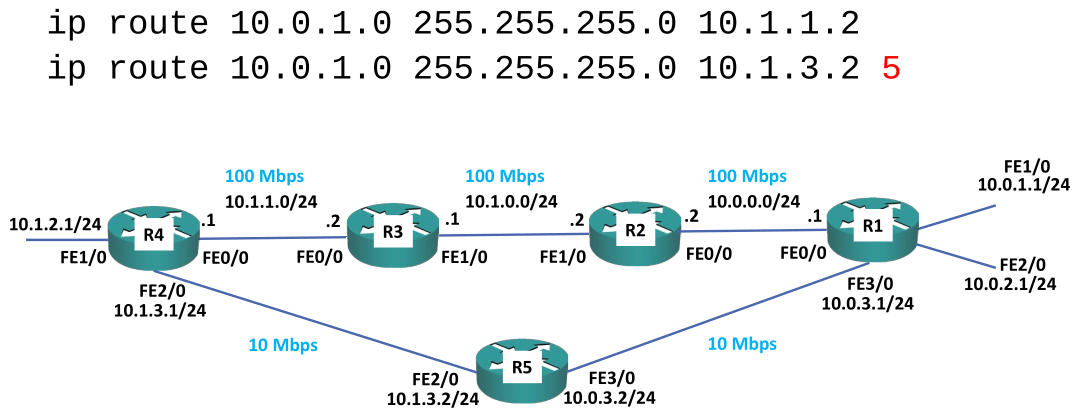 ip route 10.0.1.0 255.255.255.0 10.1.1.2
ip route 10.0.1.0 255.255.255.0 10.1.3.2 5
100 Mbps
10.1.1.0/24
100 Mbps
10.1.0.0/24
100 Mbps
10.0.0.0/24
FE1/0
10.0.1.1/24
10.1.2.1/24
FE1/0
R4
.1
FE0/0
.2
FE0/0
R3
.1
FE1/0
.2
FE1/0
R2
.2
FE0/0
.1
FE0/0
R1
FE2/0
10.0.2.1/24
FE2/0
10.1.3.1/24
FE3/0
10.0.3.1/24
10 Mbps
10 Mbps
R5
FE2/0
10.1.3.2/24
FE3/0
10.0.3.2/24